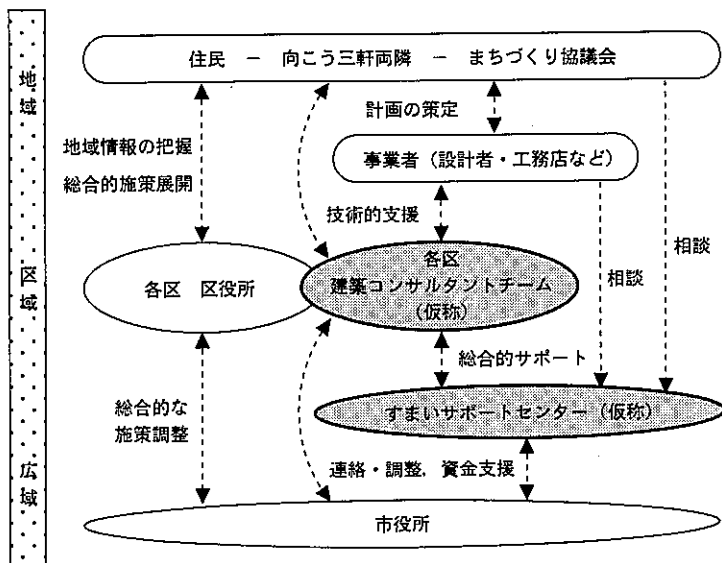 地域
住民 － 向こう三軒両隣 － まちづくり協議会
計画の策定
地域情報の把握
総合的施策展開
事業者（設計者・工務店など）
技術的支援
相談
相談
区域
各区 区役所
各区
建築コンサルタントチーム
（仮称）
総合的サポート
総合的な
施策調整
すまいサポートセンター（仮称）
広域
連絡・調整，資金支援
市役所